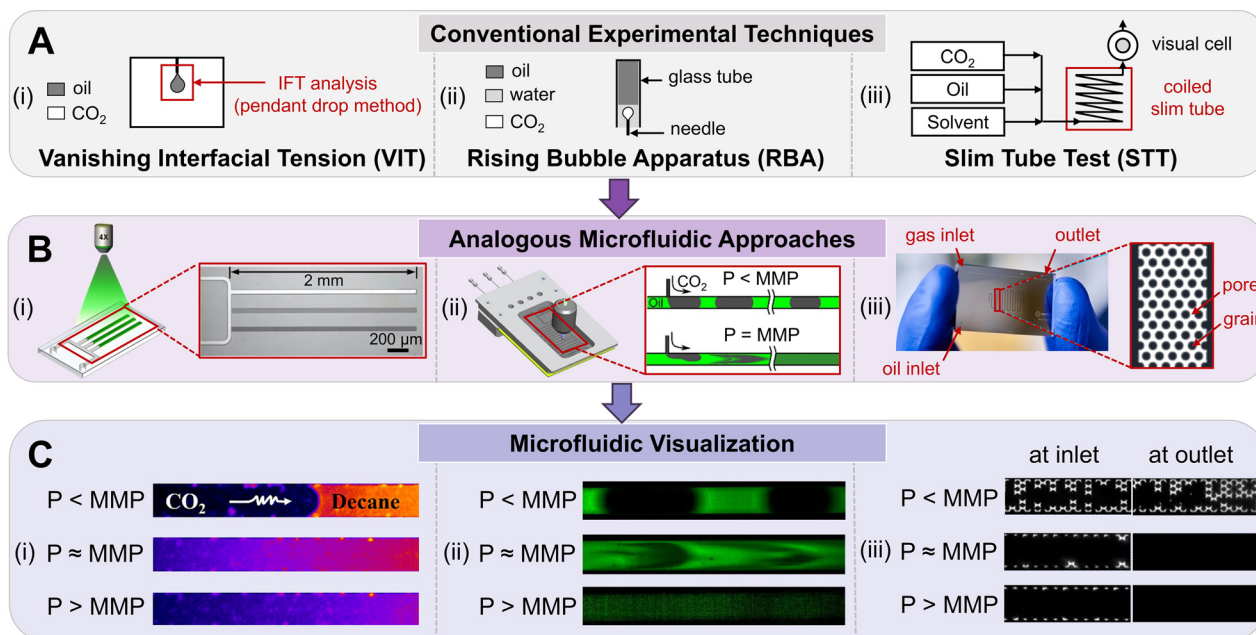 A
Conventional Experimental Techniques
(i)
oil
CO₂
IFT analysis
(pendant drop method)
Vanishing Interfacial Tension (VIT)
(ii)
oil
water
CO₂
glass tube
needle
Rising Bubble Apparatus (RBA)
(iii)
CO₂
Oil
Solvent
visual cell
coiled
slim tube
Slim Tube Test (STT)
B
Analogous Microfluidic Approaches
(i)
4X
2 mm
200 µm
(ii)
P < MMP
CO₂
Oil
P = MMP
(iii)
gas inlet
outlet
oil inlet
pore
grain
C
Microfluidic Visualization
(i)
P < MMP
CO₂
Decane
P ≈ MMP
P > MMP
(ii)
P < MMP
P ≈ MMP
P > MMP
(iii)
at inlet
at outlet
P < MMP
P ≈ MMP
P > MMP